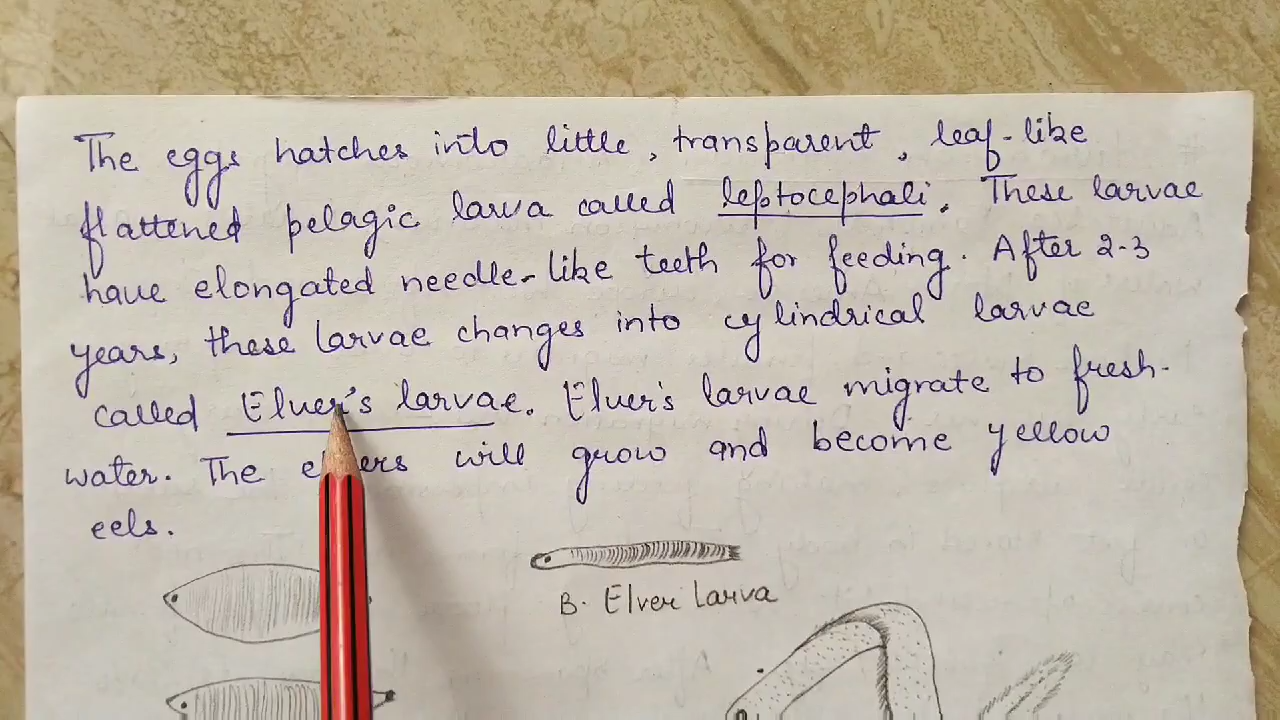 The eggs hatches into little, transparent, leaf-like
flattened pelagic larva called leptocephali. These larvae
have elongated needle-like teeth for feeding. After 2-3
years, these larvae changes into cylindrical larvae
called Elver's larvae. Elver's larvae migrate to fresh-
water. The elvers will grow and become yellow
eels.
B. Elver Larva